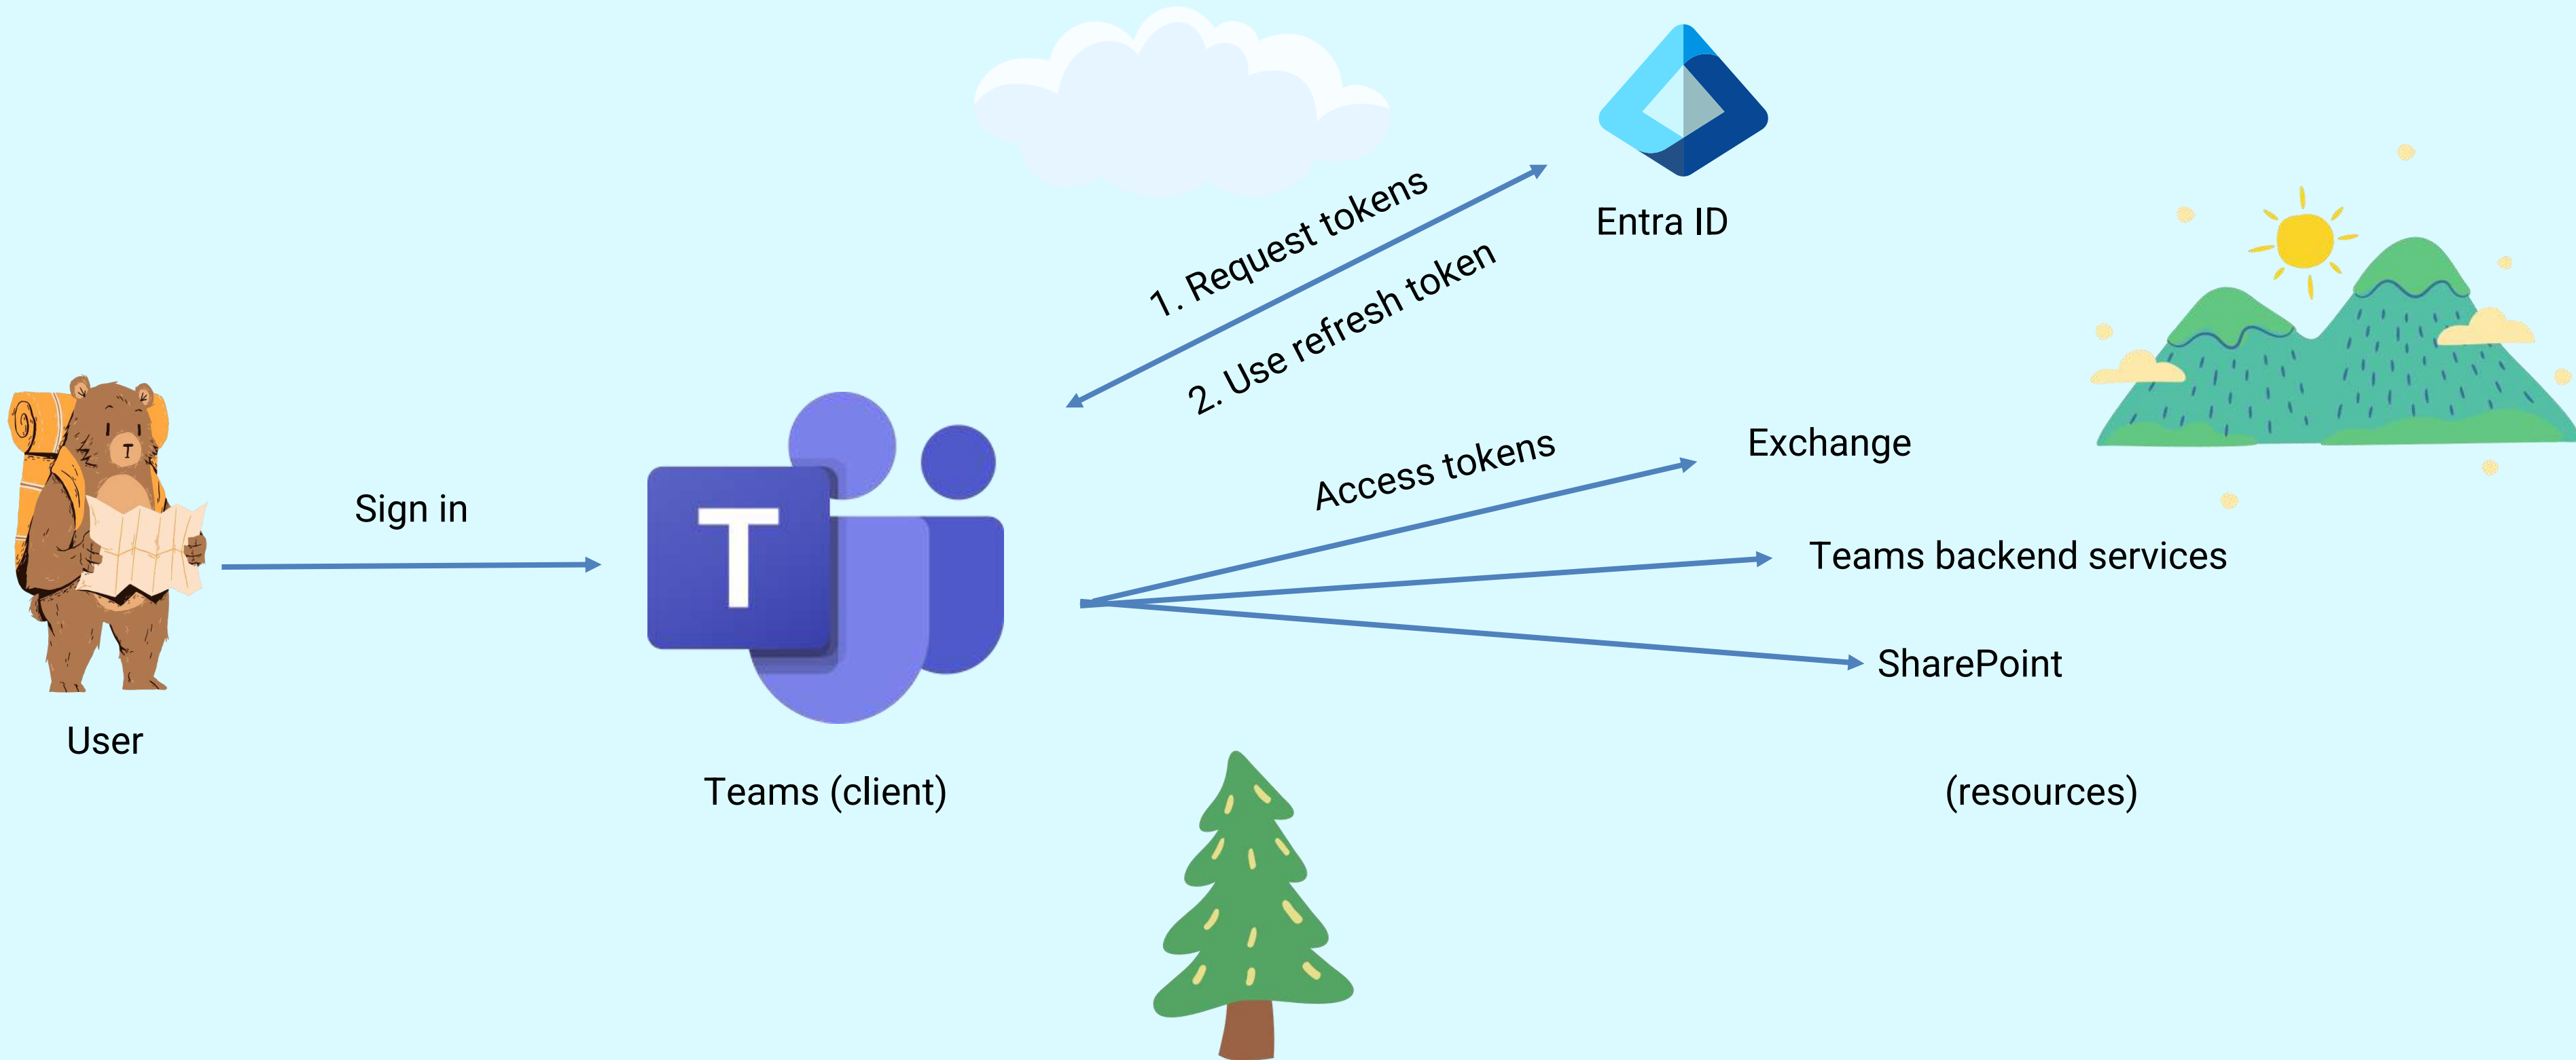 1. Request tokens
2. Use refresh token
Entra ID
Sign in
User
T
Teams (client)
Access tokens
Exchange
Teams backend services
SharePoint
(resources)